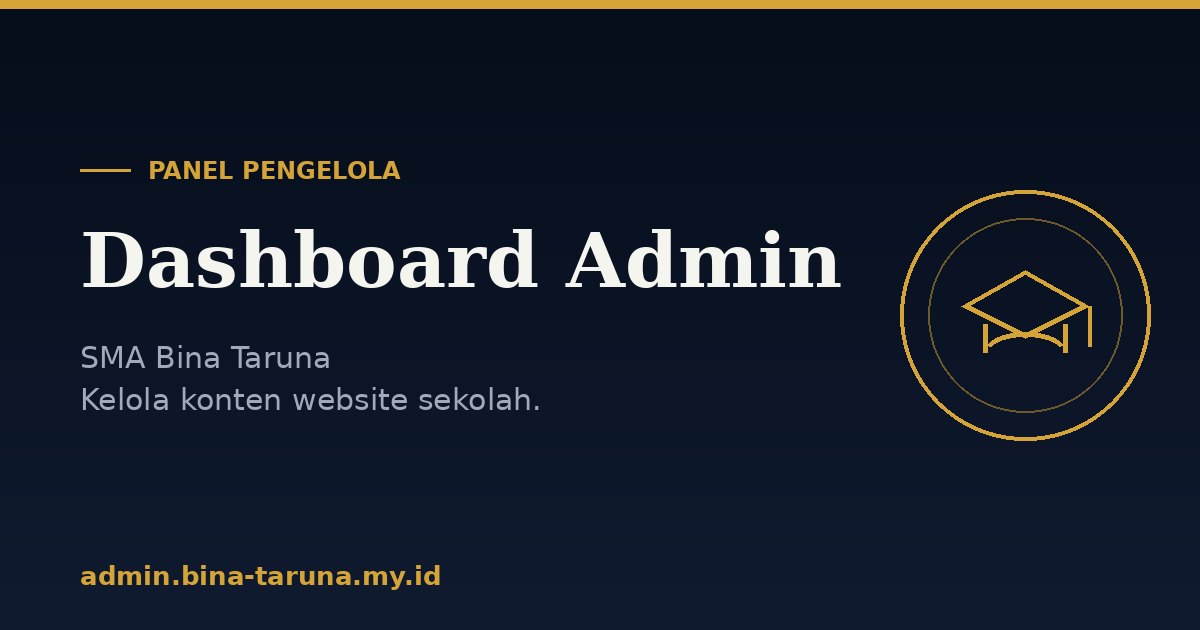 PANEL PENGELOLA
Dashboard Admin
SMA Bina Taruna
Kelola konten website sekolah.
admin.bina-taruna.my.id